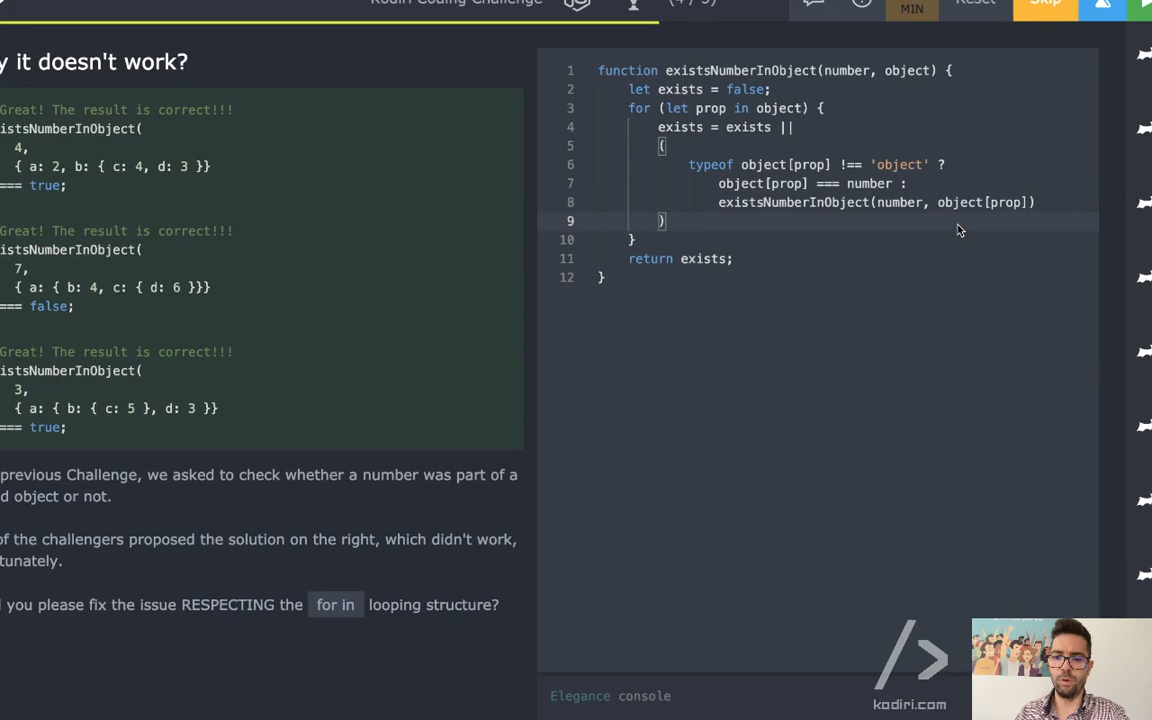 Kodiri Coding Challenge
(4 / 5)
MIN
Reset
Skip
y it doesn't work?
Great! The result is correct!!!
istsNumberInObject(
4,
{ a: 2, b: { c: 4, d: 3 }}
=== true;
Great! The result is correct!!!
istsNumberInObject(
7,
{ a: { b: 4, c: { d: 6 }}}
=== false;
Great! The result is correct!!!
istsNumberInObject(
3,
{ a: { b: { c: 5 }, d: 3 }}
=== true;
previous Challenge, we asked to check whether a number was part of a
d object or not.
of the challengers proposed the solution on the right, which didn't work,
tunately.
you please fix the issue RESPECTING the for in looping structure?
1 function existsNumberInObject(number, object) {
2 let exists = false;
3 for (let prop in object) {
4 exists = exists ||
5 (
6 typeof object[prop] !== 'object' ?
7 object[prop] === number :
8 existsNumberInObject(number, object[prop])
9 )
10 }
11 return exists;
12 }
Elegance console
kodiri.com